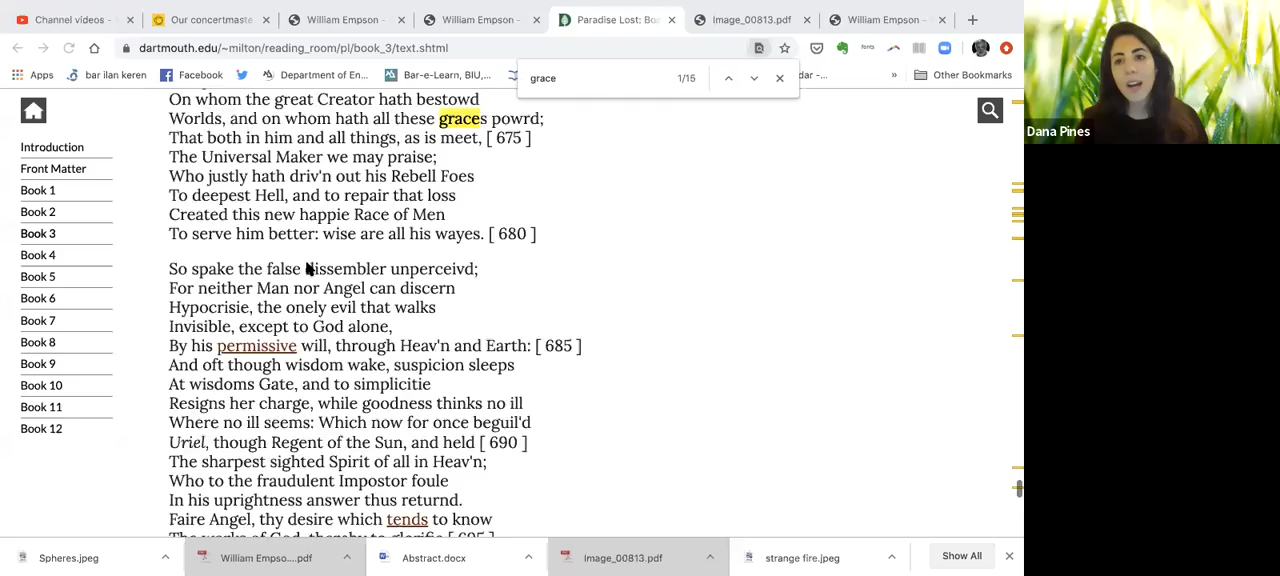 Channel videos -
Our concertmaste
William Empson -
William Empson -
Paradise Lost: Bo
Image_00813.pdf
William Empson -
dartmouth.edu/~milton/reading_room/pl/book_3/text.shtml
fonts
Apps
bar ilan keren
Facebook
Department of En...
Bar-e-Learn, BIU,...
dar -...
»
Other Bookmarks
grace
1/15
Introduction
Front Matter
Book 1
Book 2
Book 3
Book 4
Book 5
Book 6
Book 7
Book 8
Book 9
Book 10
Book 11
Book 12
On whom the great Creator hath bestowd
Worlds, and on whom hath all these graces powrd;
That both in him and all things, as is meet, [ 675 ]
The Universal Maker we may praise;
Who justly hath driv'n out his Rebell Foes
To deepest Hell, and to repair that loss
Created this new happie Race of Men
To serve him better: wise are all his wayes. [ 680 ]
So spake the false dissembler unperceivd;
For neither Man nor Angel can discern
Hypocrisie, the onely evil that walks
Invisible, except to God alone,
By his permissive will, through Heav'n and Earth: [ 685 ]
And oft though wisdom wake, suspicion sleeps
At wisdoms Gate, and to simplicitie
Resigns her charge, while goodness thinks no ill
Where no ill seems: Which now for once beguil'd
Uriel, though Regent of the Sun, and held [ 690 ]
The sharpest sighted Spirit of all in Heav'n;
Who to the fraudulent Impostor foule
In his uprightness answer thus returnd.
Faire Angel, thy desire which tends to know
The works of God, thereby to glorifie [ 695 ]
Dana Pines
Spheres.jpeg
William Empso....pdf
Abstract.docx
Image_00813.pdf
strange fire.jpeg
Show All